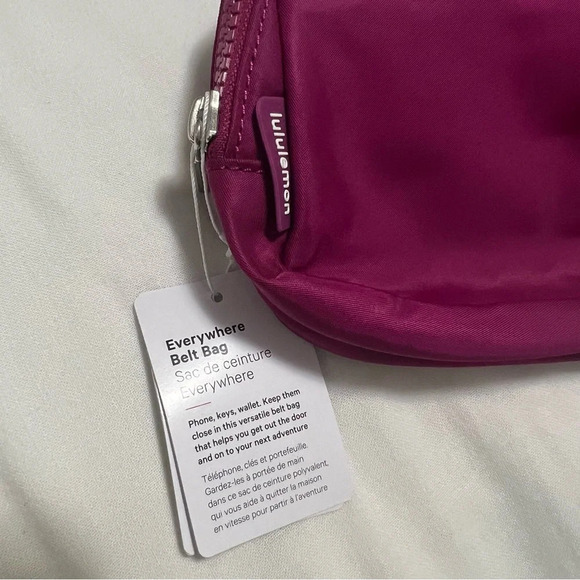 lululemon
Everywhere
Belt Bag
Sac de ceinture
Everywhere
Phone, keys, wallet. Keep them
close in this versatile belt bag
that helps you get out the door
and on to your next adventure
Téléphone, clés et portefeuille.
Gardez-les à portée de main
dans ce sac de ceinture polyvalent,
qui vous aide à quitter la maison
en vitesse pour partir à l'aventure